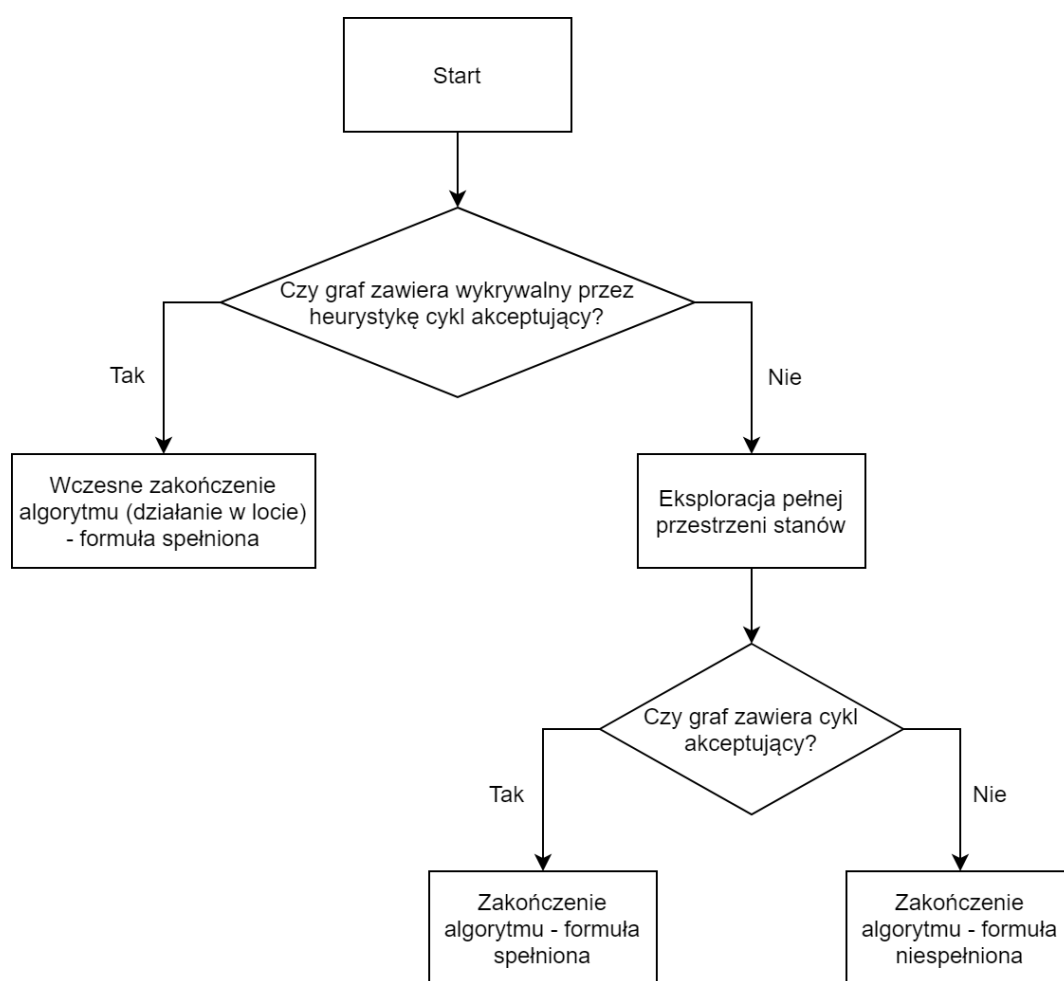 Start
Czy graf zawiera wykrywalny przez
heurystykę cykl akceptujący?
Tak
Nie
Wczesne zakończenie
algorytmu (działanie w locie)
- formuła spełniona
Eksploracja pełnej
przestrzeni stanów
Czy graf zawiera cykl
akceptujący?
Tak
Nie
Zakończenie
algorytmu - formuła
spełniona
Zakończenie
algorytmu - formuła
niespełniona